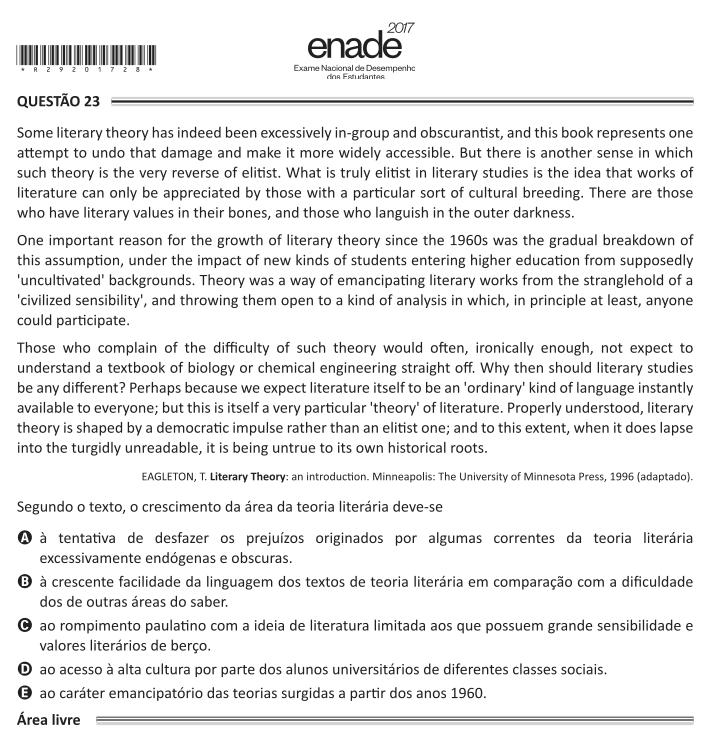 enade 2017
Exame Nacional de Desempenho
dos Estudantes
*R29201728*
QUESTÃO 23
Some literary theory has indeed been excessively in-group and obscurantist, and this book represents one
attempt to undo that damage and make it more widely accessible. But there is another sense in which
such theory is the very reverse of elitist. What is truly elitist in literary studies is the idea that works of
literature can only be appreciated by those with a particular sort of cultural breeding. There are those
who have literary values in their bones, and those who languish in the outer darkness.
One important reason for the growth of literary theory since the 1960s was the gradual breakdown of
this assumption, under the impact of new kinds of students entering higher education from supposedly
'uncultivated' backgrounds. Theory was a way of emancipating literary works from the stranglehold of a
'civilized sensibility', and throwing them open to a kind of analysis in which, in principle at least, anyone
could participate.
Those who complain of the difficulty of such theory would often, ironically enough, not expect to
understand a textbook of biology or chemical engineering straight off. Why then should literary studies
be any different? Perhaps because we expect literature itself to be an 'ordinary' kind of language instantly
available to everyone; but this is itself a very particular 'theory' of literature. Properly understood, literary
theory is shaped by a democratic impulse rather than an elitist one; and to this extent, when it does lapse
into the turgidly unreadable, it is being untrue to its own historical roots.
EAGLETON, T. Literary Theory: an introduction. Minneapolis: The University of Minnesota Press, 1996 (adaptado).
Segundo o texto, o crescimento da área da teoria literária deve-se
A à tentativa de desfazer os prejuízos originados por algumas correntes da teoria literária
excessivamente endógenas e obscuras.
B à crescente facilidade da linguagem dos textos de teoria literária em comparação com a dificuldade
dos de outras áreas do saber.
C ao rompimento paulatino com a ideia de literatura limitada aos que possuem grande sensibilidade e
valores literários de berço.
D ao acesso à alta cultura por parte dos alunos universitários de diferentes classes sociais.
E ao caráter emancipatório das teorias surgidas a partir dos anos 1960.
Área livre